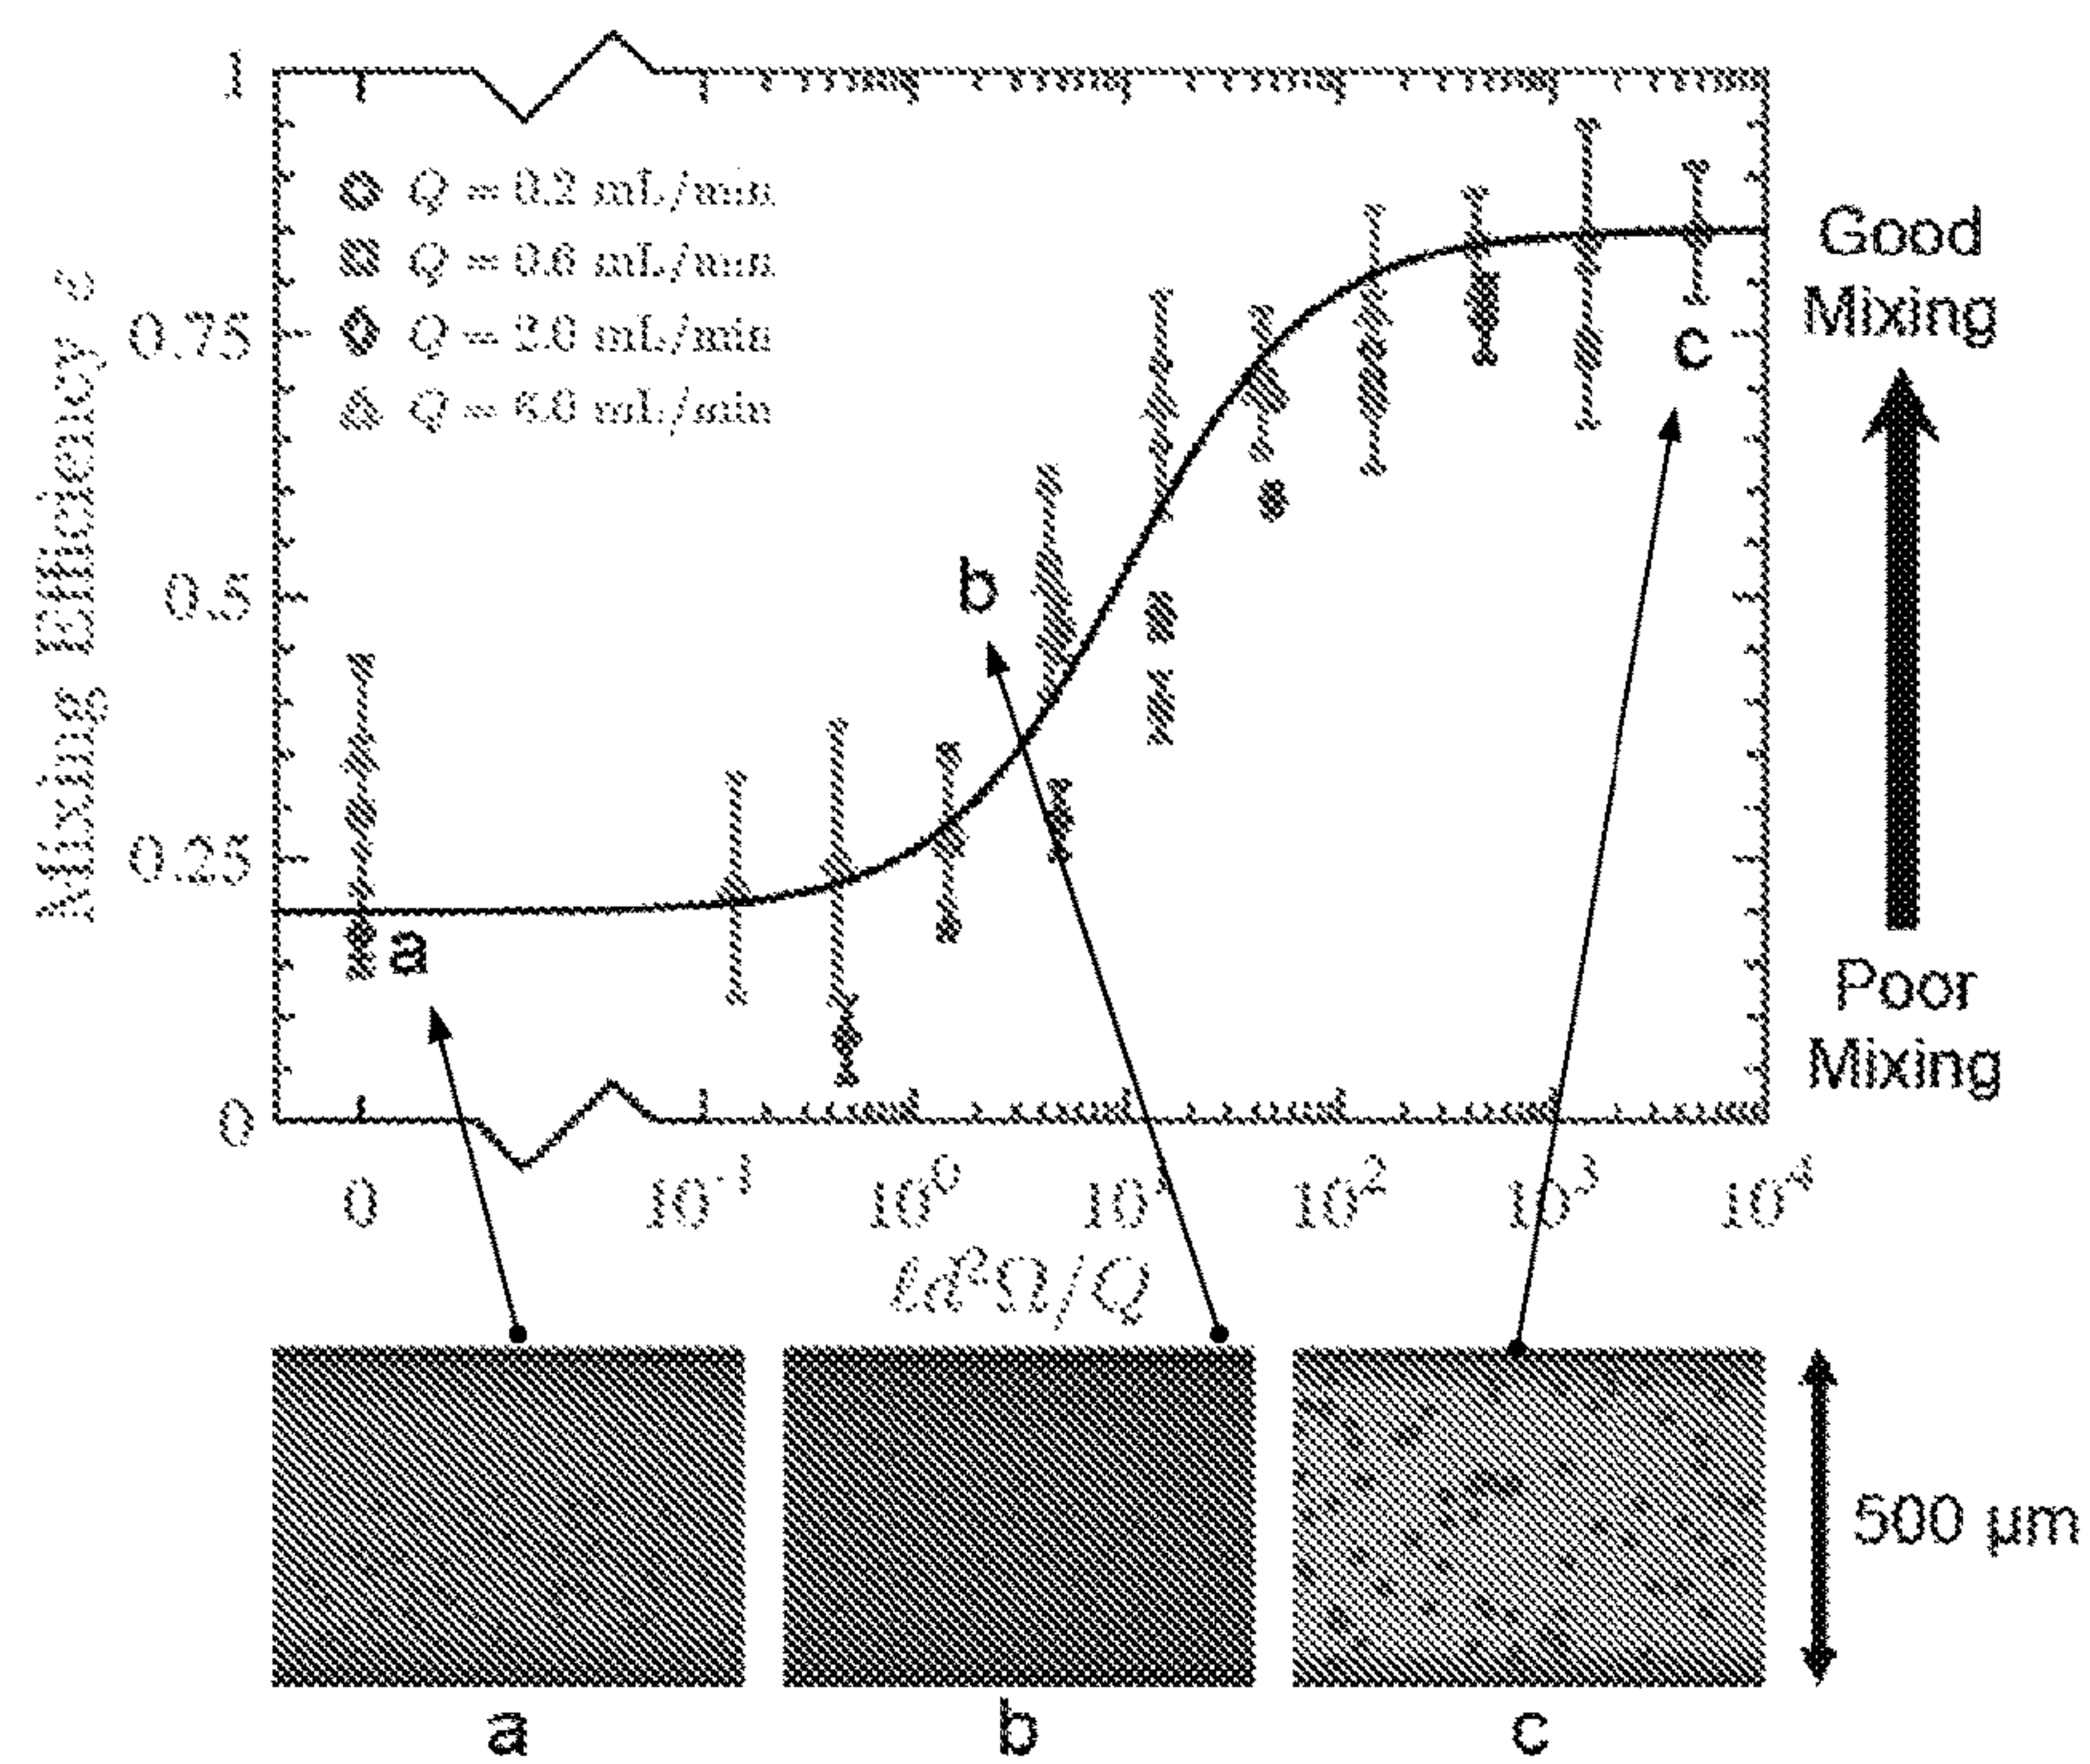 1
0.75
0.5
0.25
0
Mixing Efficiency ε
Q = 0.2 mL/min
Q = 0.6 mL/min
Q = 2.0 mL/min
Q = 6.0 mL/min
a
b
c
Good
Mixing
Poor
Mixing
0 10⁻¹ 10⁰ 10¹ 10² 10³ 10⁴
ld²Ω/Q
500 µm
a b c